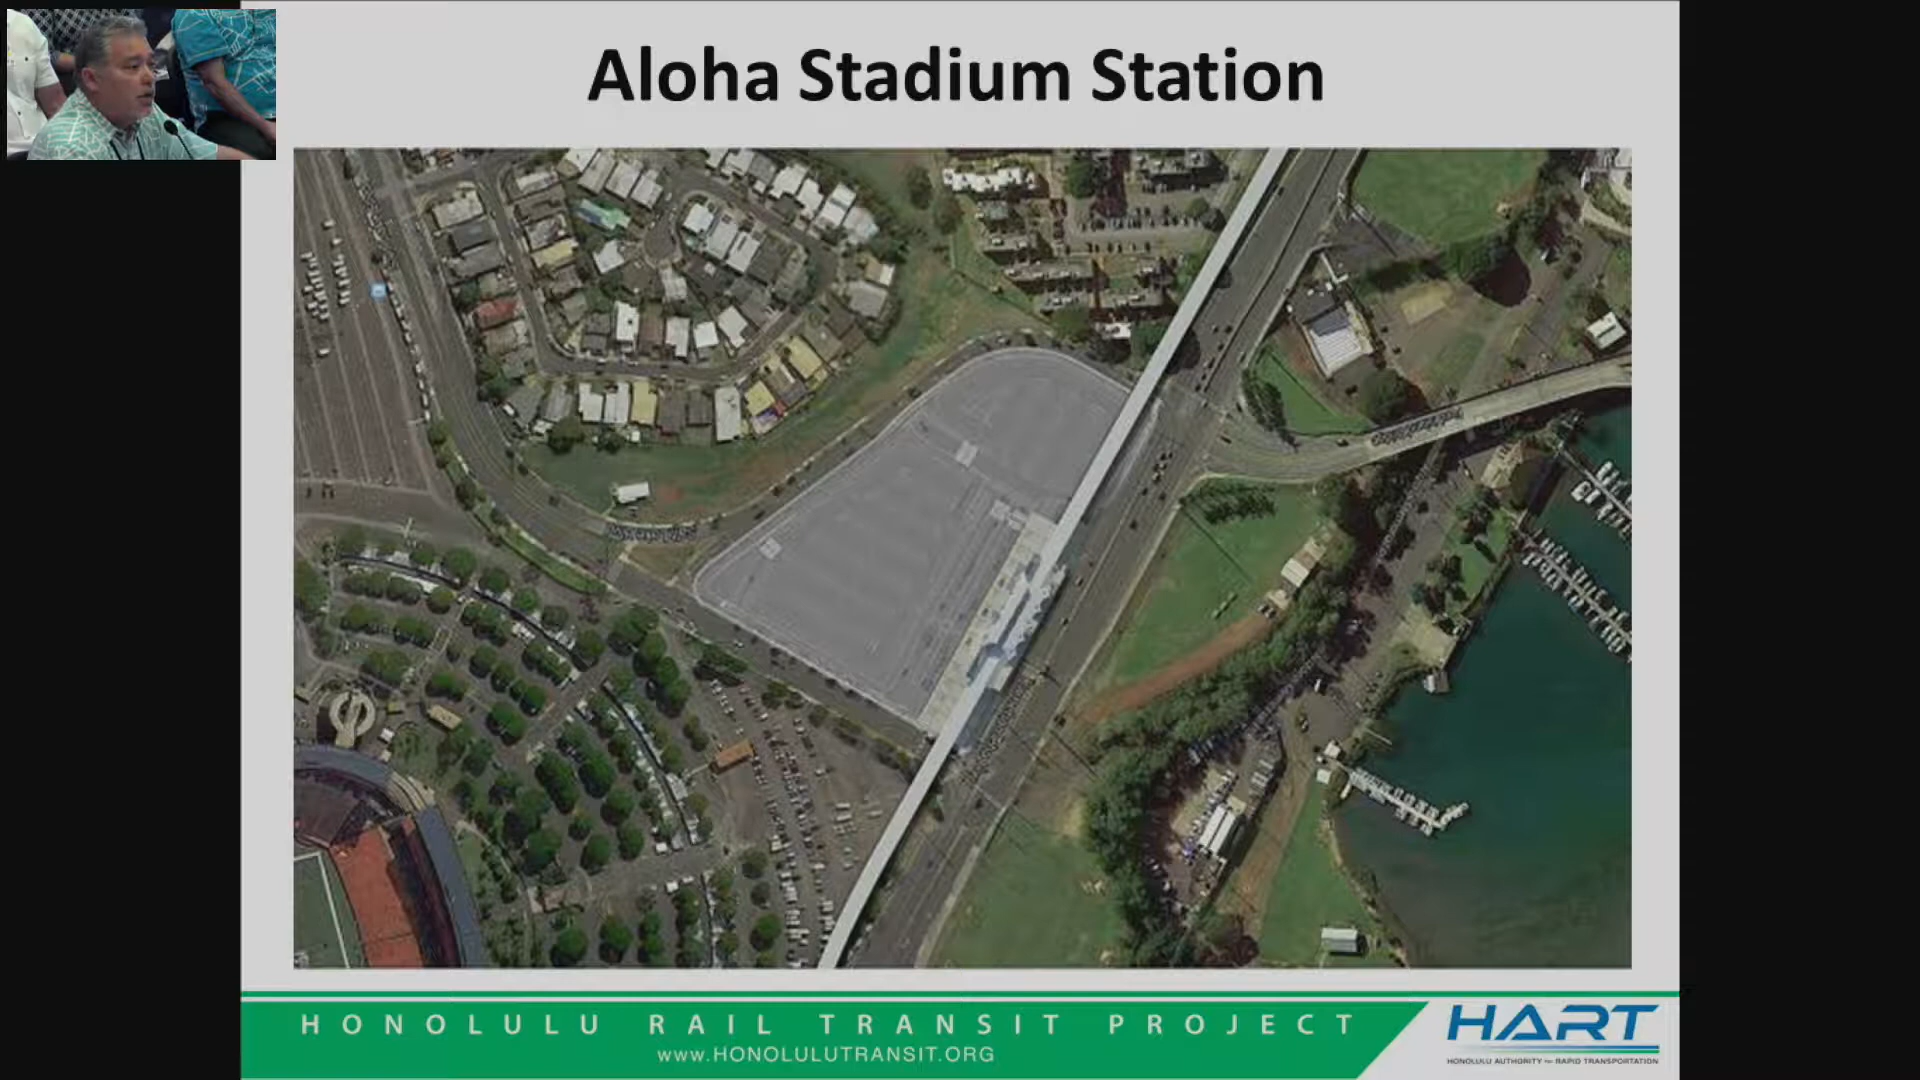 Aloha Stadium Station
HONOLULU RAIL TRANSIT PROJECT
www.HONOLULUTRANSIT.ORG
HART
HONOLULU AUTHORITY for RAPID TRANSPORTATION